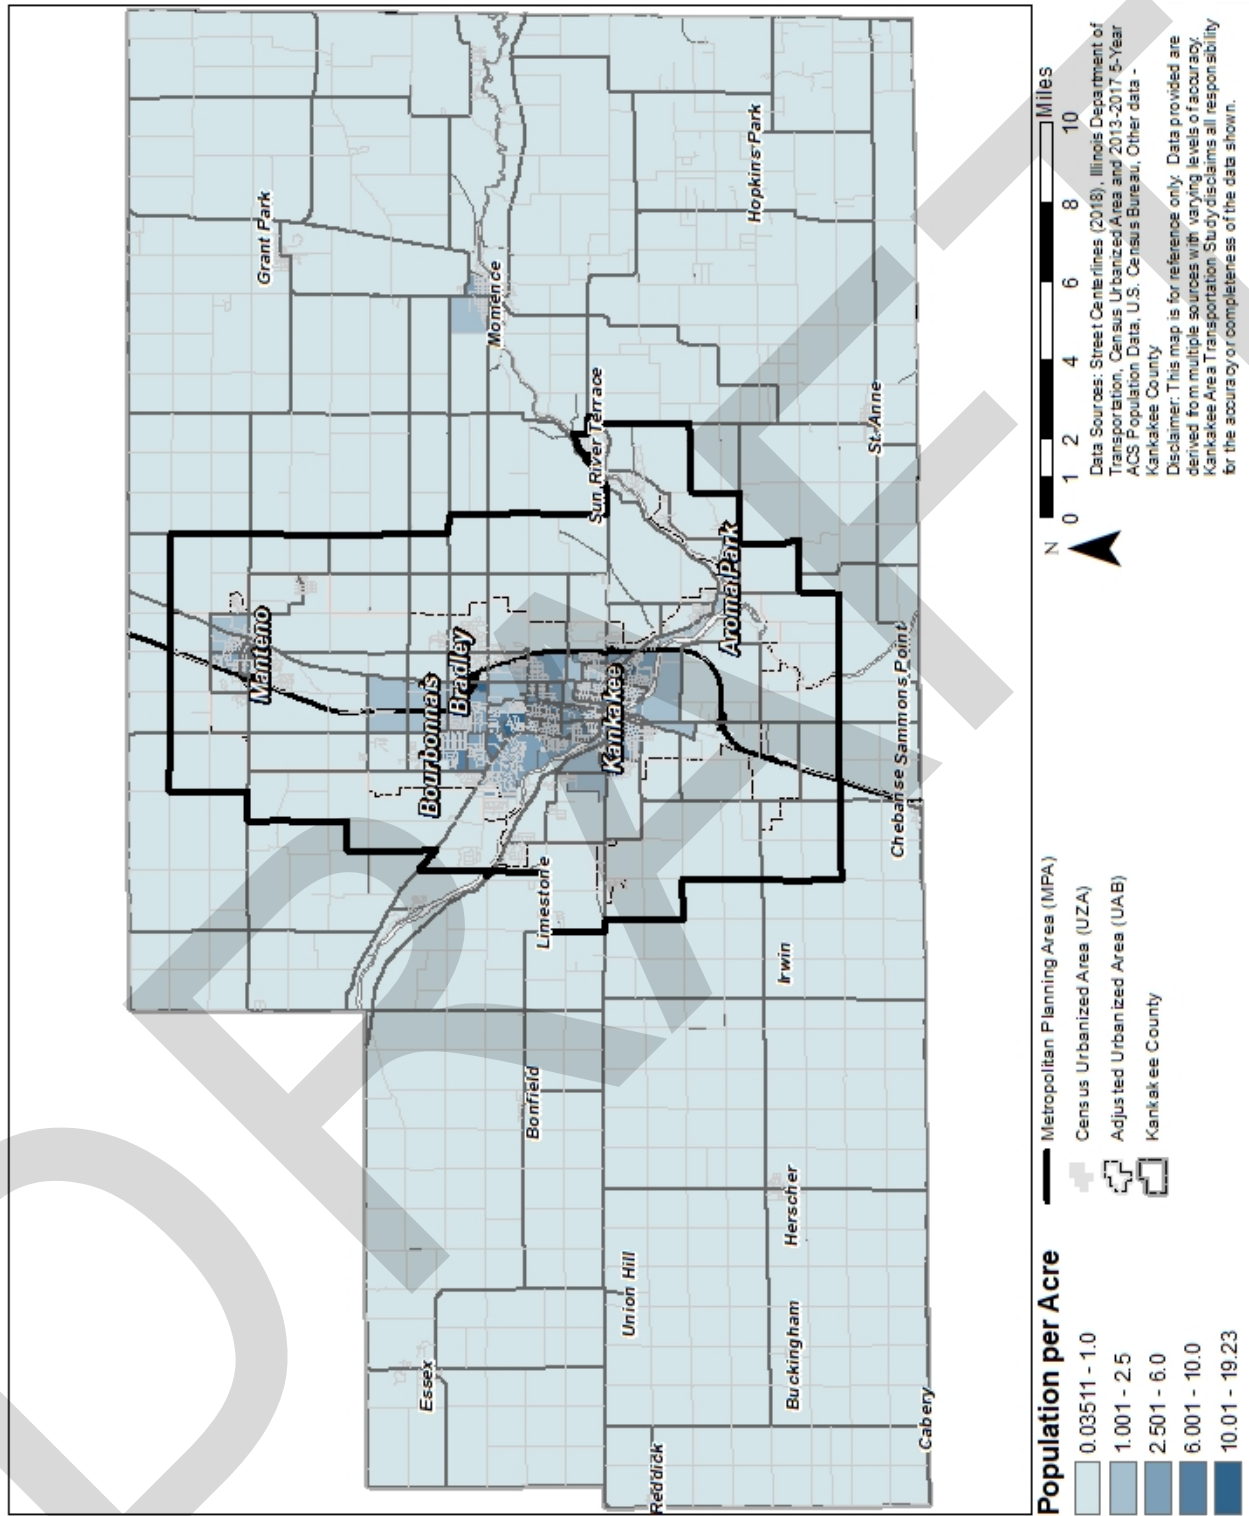 DRAFT
Grant Park
Momence
Hopkins Park
Sun River Terrace
St. Anne
Manteno
Bourbonnais
Bradley
Kankakee
Aroma Park
Limestone
Chebanse
Sammons Point
Irwin
Bonfield
Herscher
Union Hill
Buckingham
Essex
Reddick
Cabery
Population per Acre
0.03511 - 1.0
1.001 - 2.5
2.501 - 6.0
6.001 - 10.0
10.01 - 19.23
Metropolitan Planning Area (MPA)
Census Urbanized Area (UZA)
Adjusted Urbanized Area (UAB)
Kankakee County
N
0 1 2 4 6 8 10 Miles
Data Sources: Street Centerlines (2018), Illinois Department of
Transportation, Census Urbanized Area and 2013-2017 5-Year
ACS Population Data, U.S. Census Bureau, Other data -
Kankakee County
Disclaimer: This map is for reference only. Data provided are
derived from multiple sources with varying levels of accuracy.
Kankakee Area Transportation Study disclaims all responsibility
for the accuracy or completeness of the data shown.